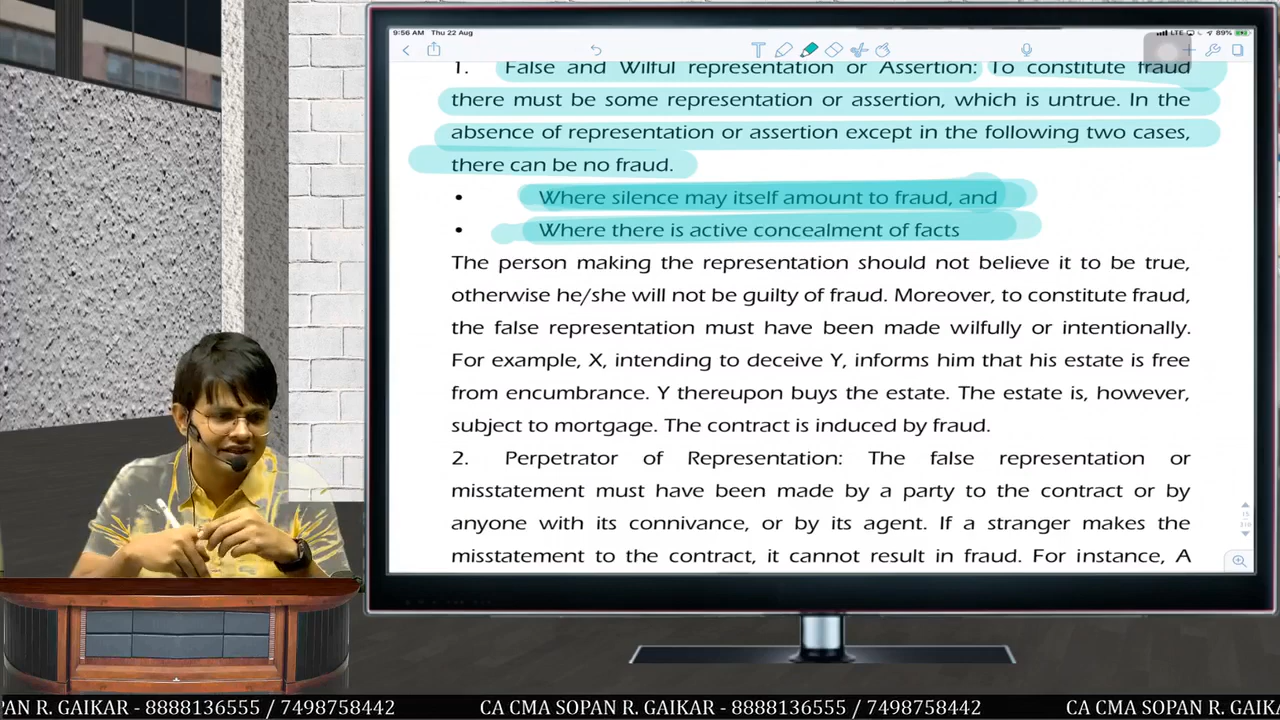 9:56 AM Thu 22 Aug
LTE 89%
1. False and Wilful representation or Assertion: To constitute fraud
there must be some representation or assertion, which is untrue. In the
absence of representation or assertion except in the following two cases,
there can be no fraud.
• Where silence may itself amount to fraud, and
• Where there is active concealment of facts
The person making the representation should not believe it to be true,
otherwise he/she will not be guilty of fraud. Moreover, to constitute fraud,
the false representation must have been made wilfully or intentionally.
For example, X, intending to deceive Y, informs him that his estate is free
from encumbrance. Y thereupon buys the estate. The estate is, however,
subject to mortgage. The contract is induced by fraud.
2. Perpetrator of Representation: The false representation or
misstatement must have been made by a party to the contract or by
anyone with its connivance, or by its agent. If a stranger makes the
misstatement to the contract, it cannot result in fraud. For instance, A
PAN R. GAIKAR - 8888136555 / 7498758442 CA CMA SOPAN R. GAIKAR - 8888136555 / 7498758442 CA CMA SOPAN R. GAIKA